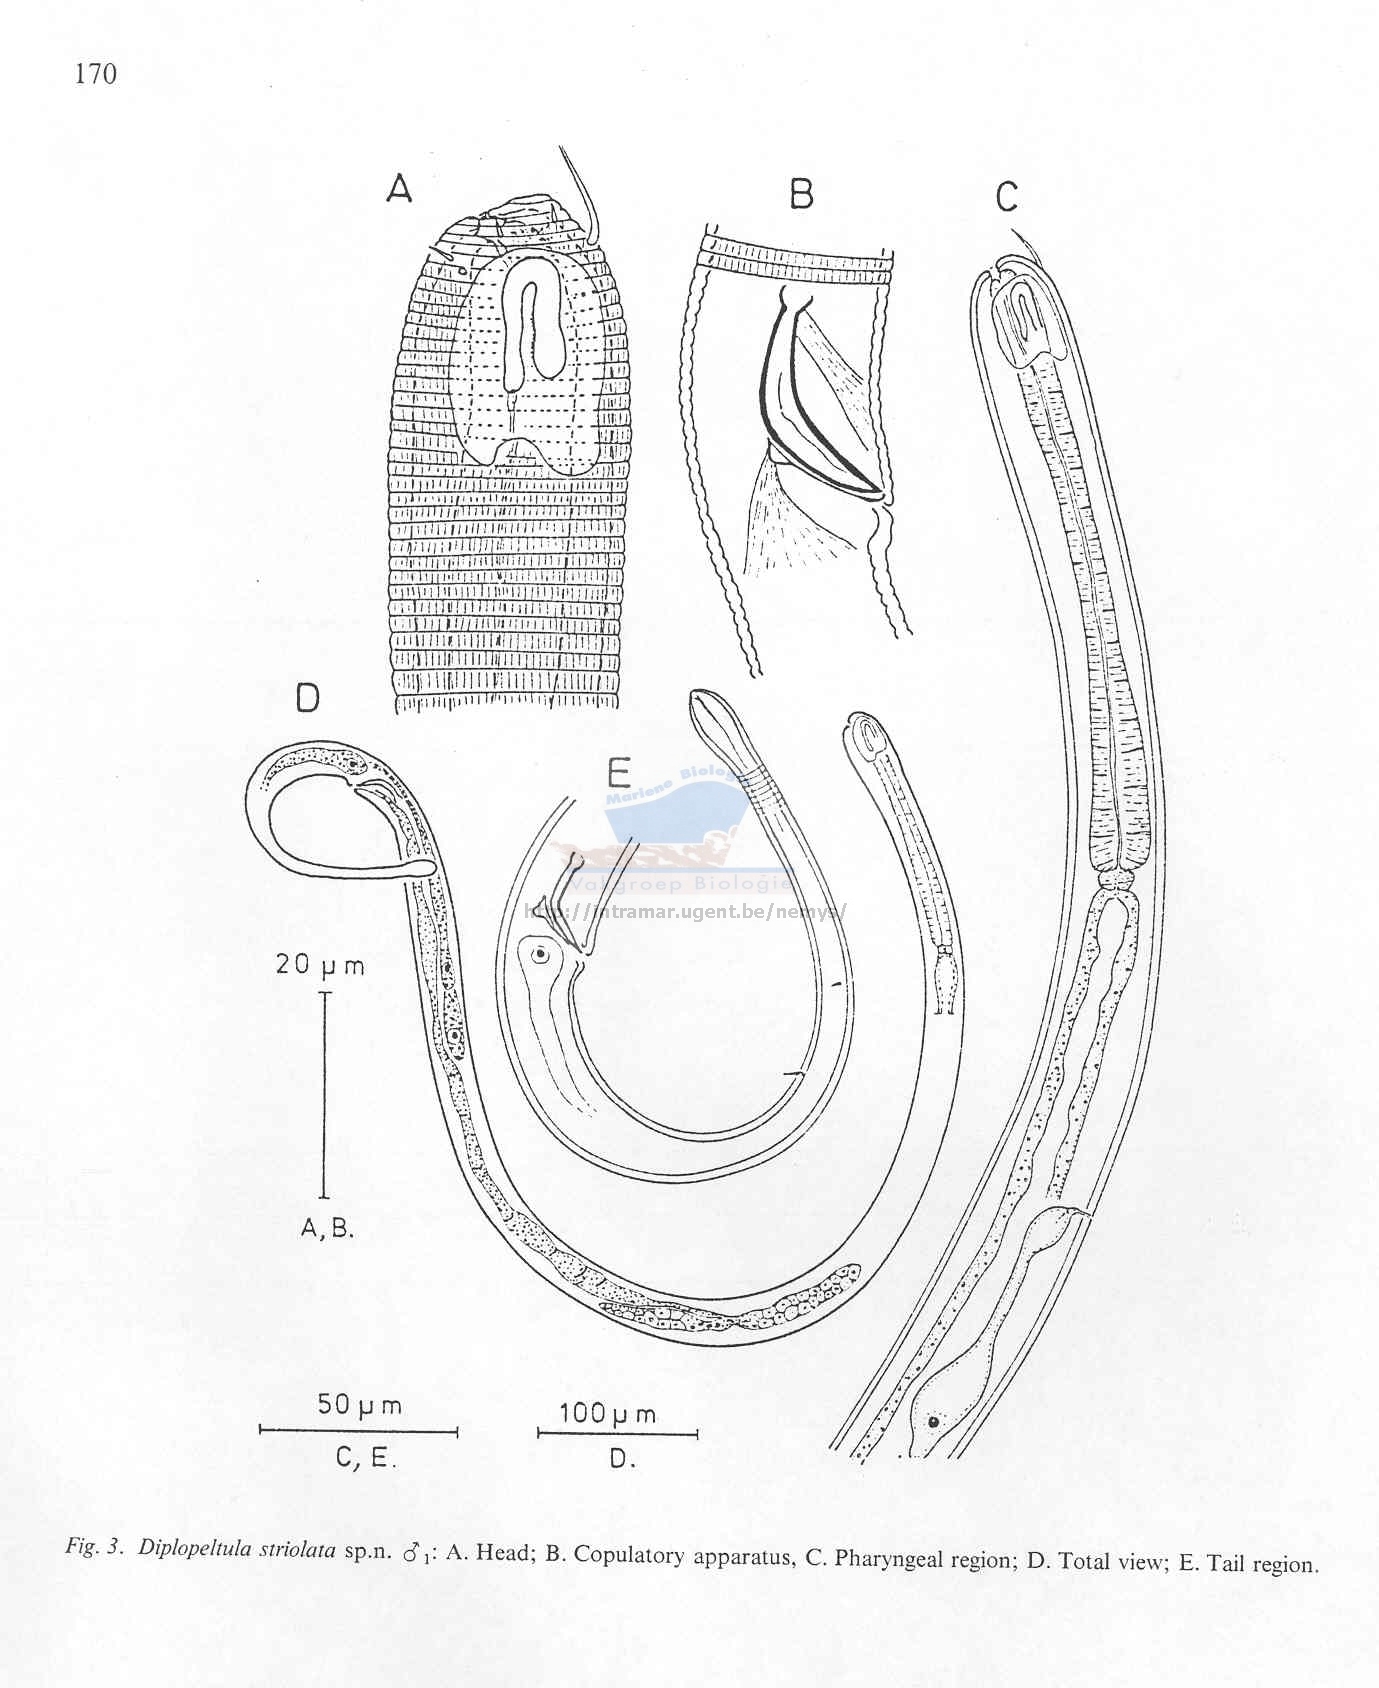 170
A
B
C
D
E
Mariene Biologie
Vakgroep Biologie
http://intramar.ugent.be/nemys/
20 µm
A, B.
50 µm
C, E.
100 µm
D.
Fig. 3. Diplopeltula striolata sp.n. ♂1: A. Head; B. Copulatory apparatus, C. Pharyngeal region; D. Total view; E. Tail region.